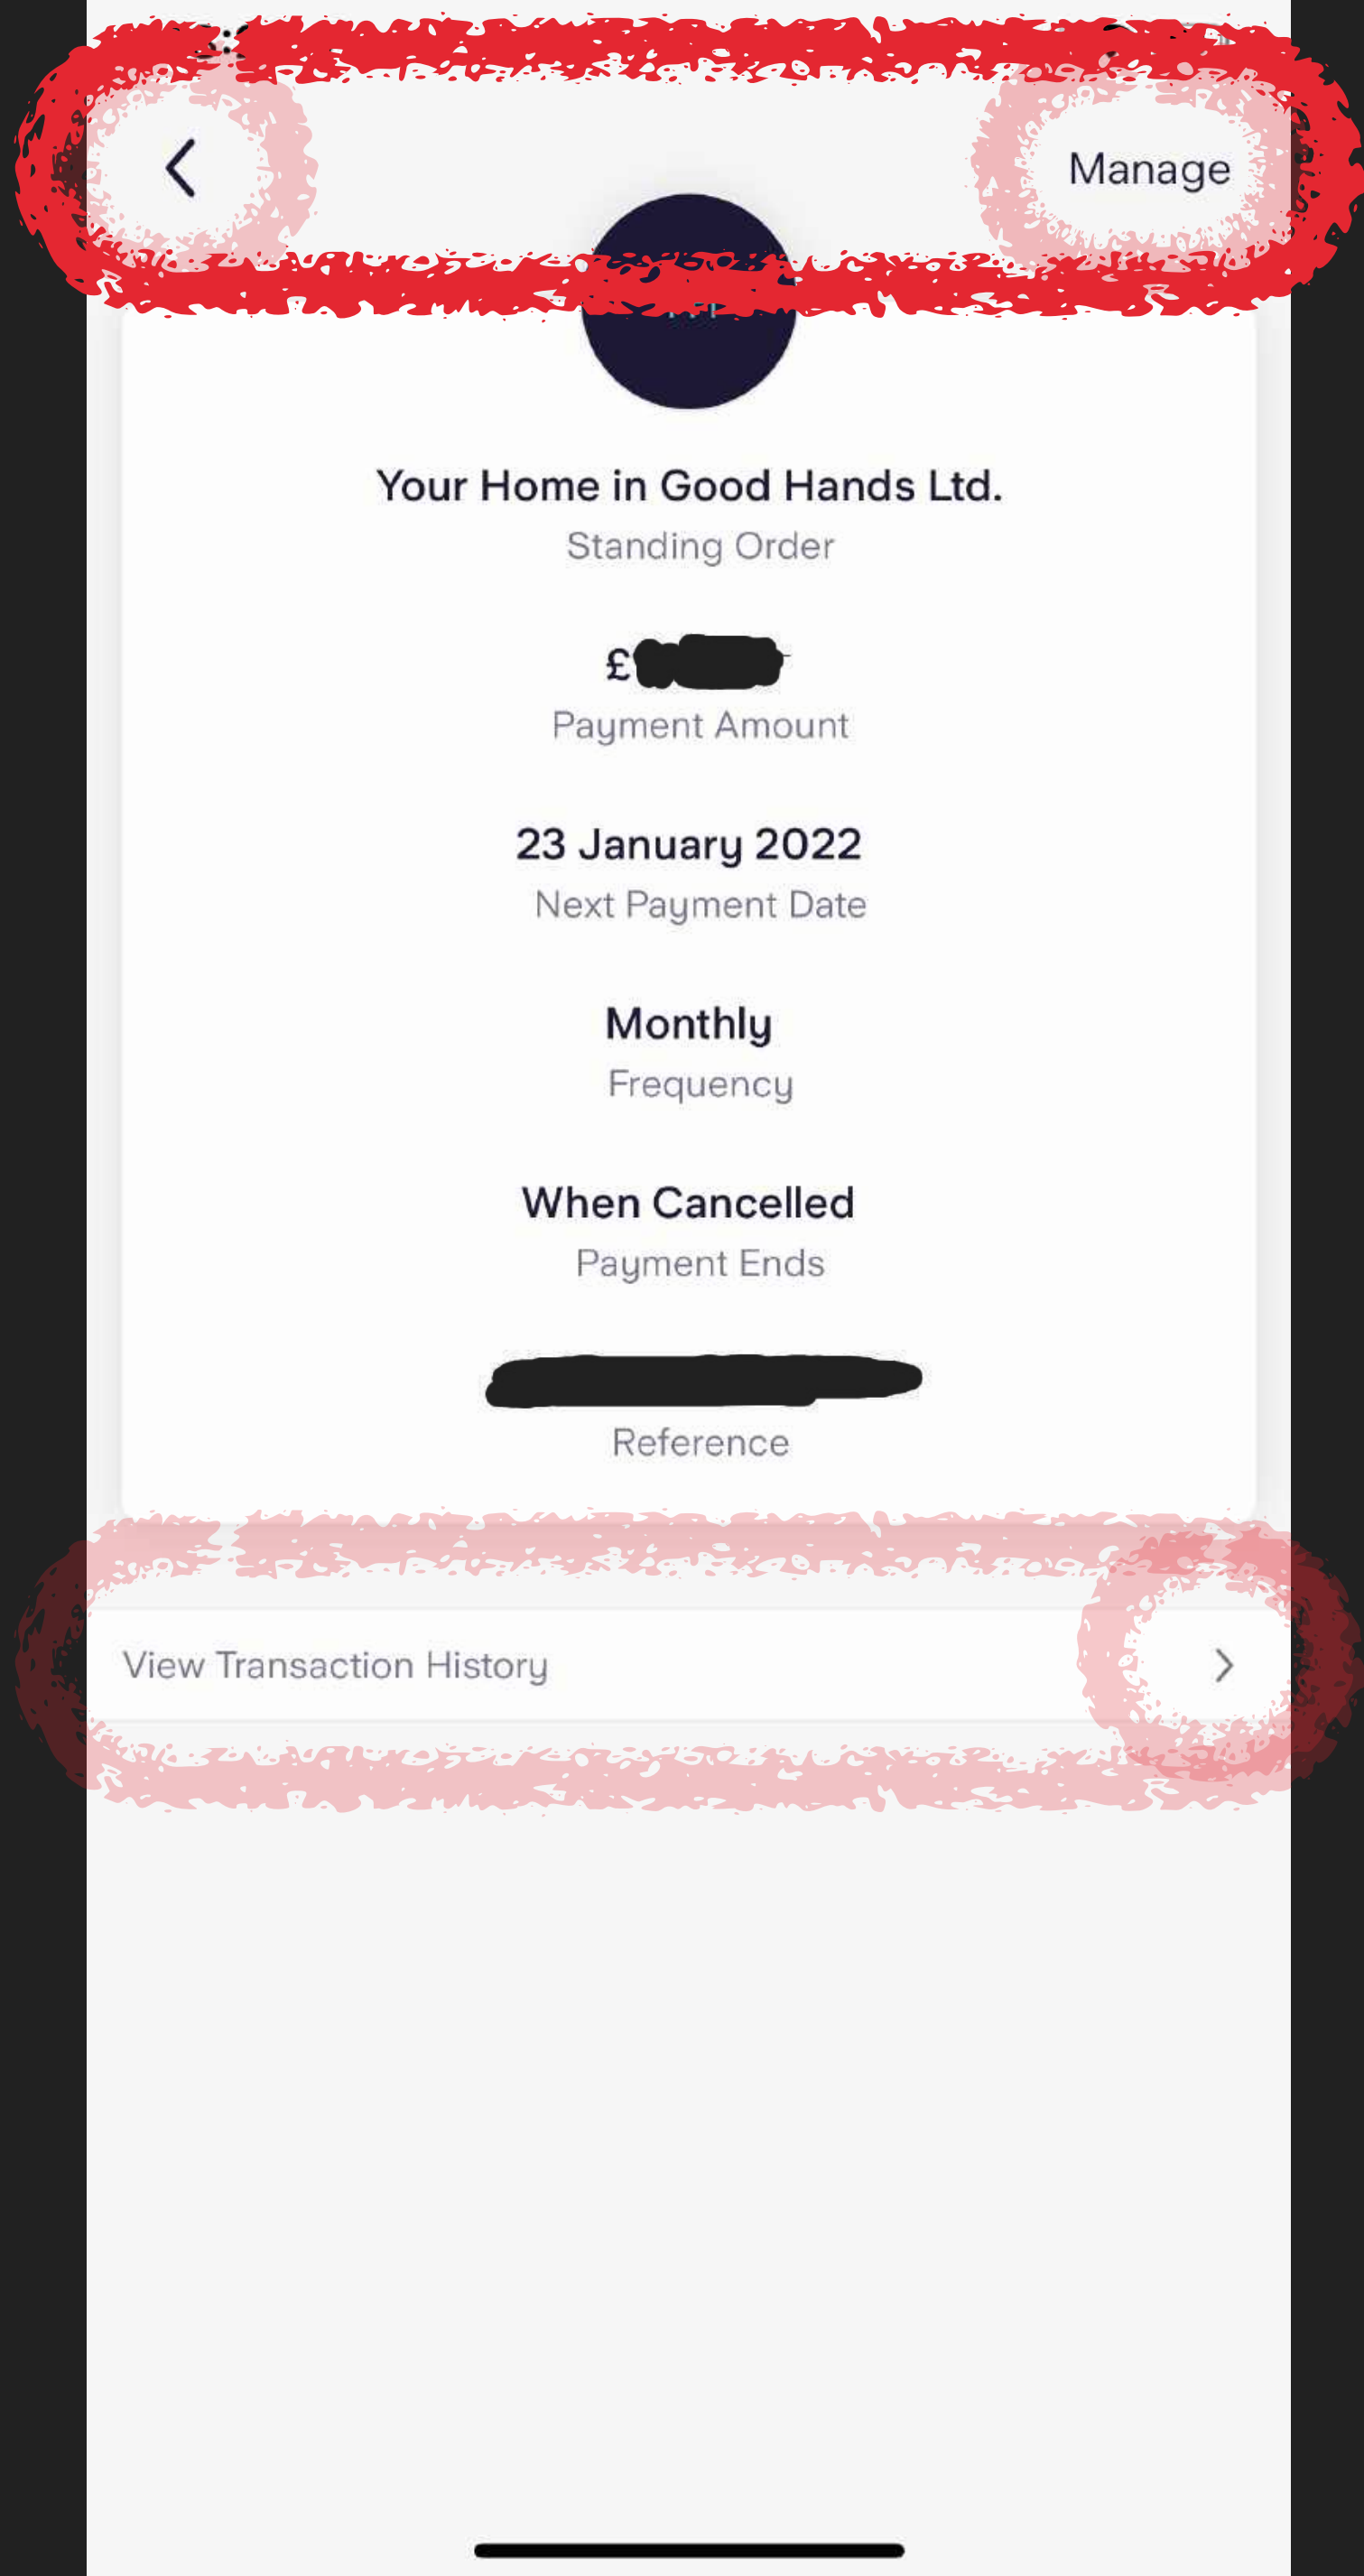 Manage
Your Home in Good Hands Ltd.
Standing Order
£
Payment Amount
23 January 2022
Next Payment Date
Monthly
Frequency
When Cancelled
Payment Ends
Reference
View Transaction History